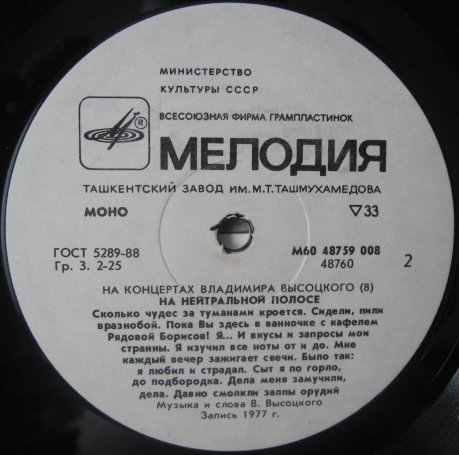 МИНИСТЕРСТВО
КУЛЬТУРЫ СССР
ВСЕСОЮЗНАЯ ФИРМА ГРАМПЛАСТИНОК
®
МЕЛОДИЯ
ТАШКЕНТСКИЙ ЗАВОД ИМ.М.Т.ТАШМУХАМЕДОВА
МОНО ▽33
ГОСТ 5289-88 М60 48759 008
Гр. 3. 2-25 48760 2
НА КОНЦЕРТАХ ВЛАДИМИРА ВЫСОЦКОГО (8)
НА НЕЙТРАЛЬНОЙ ПОЛОСЕ
Сколько чудес за туманами кроется. Сидели, пили
вразнобой. Пока Вы здесь в ванночке с кафелем
Рядовой Борисов! Я... И вкусы и запросы мои
странны. Я изучил все ноты от и до. Мне
каждый вечер зажигает свечи. Было так:
я любил и страдал. Сыт я по горло,
до подбородка. Дела меня замучили,
дела. Давно смолкли залпы орудий
Музыка и слова В. Высоцкого
Запись 1977 г.